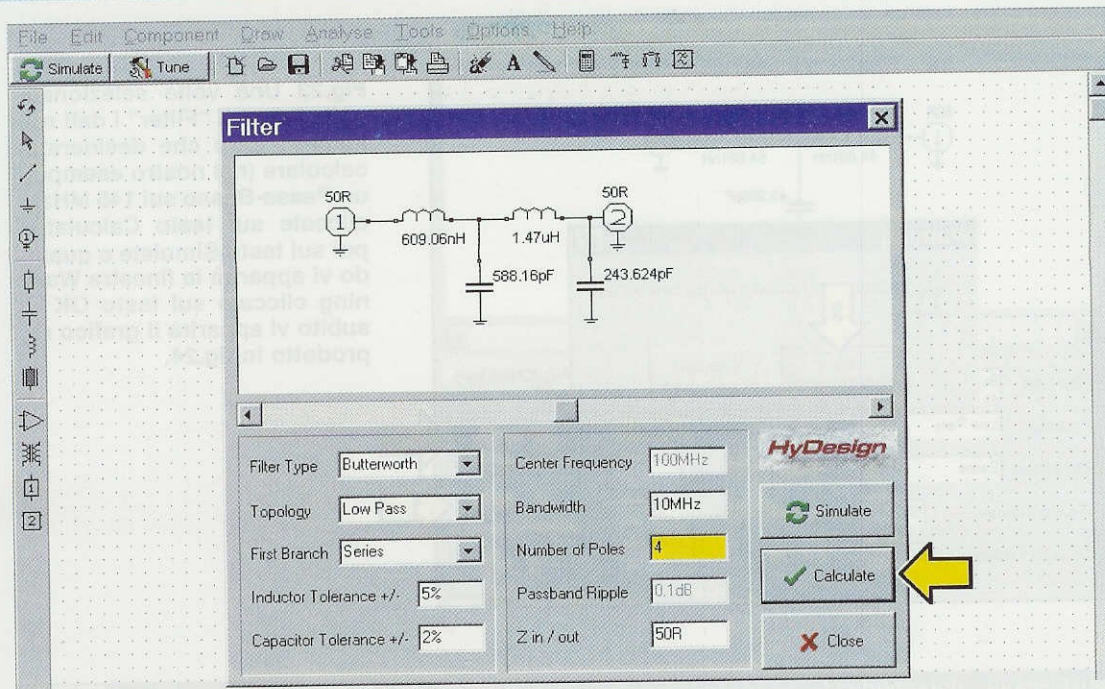 File Edit Component Draw Analyse Tools Options Help
Simulate Tune A
Filter
50R
1
609.06nH
1.47uH
50R
2
588.16pF
243.624pF
Filter Type Butterworth
Topology Low Pass
First Branch Series
Inductor Tolerance +/- 5%
Capacitor Tolerance +/- 2%
Center Frequency 100MHz
Bandwidth 10MHz
Number of Poles 4
Passband Ripple 0.1dB
Z in / out 50R
HyDesign
Simulate
Calculate
Close
1
1
2